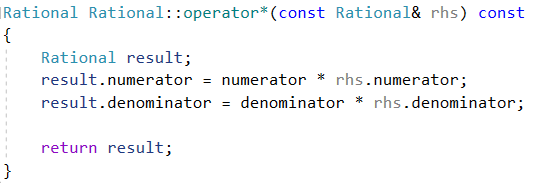 Rational Rational::operator*(const Rational& rhs) const
{
    Rational result;
    result.numerator = numerator * rhs.numerator;
    result.denominator = denominator * rhs.denominator;

    return result;
}